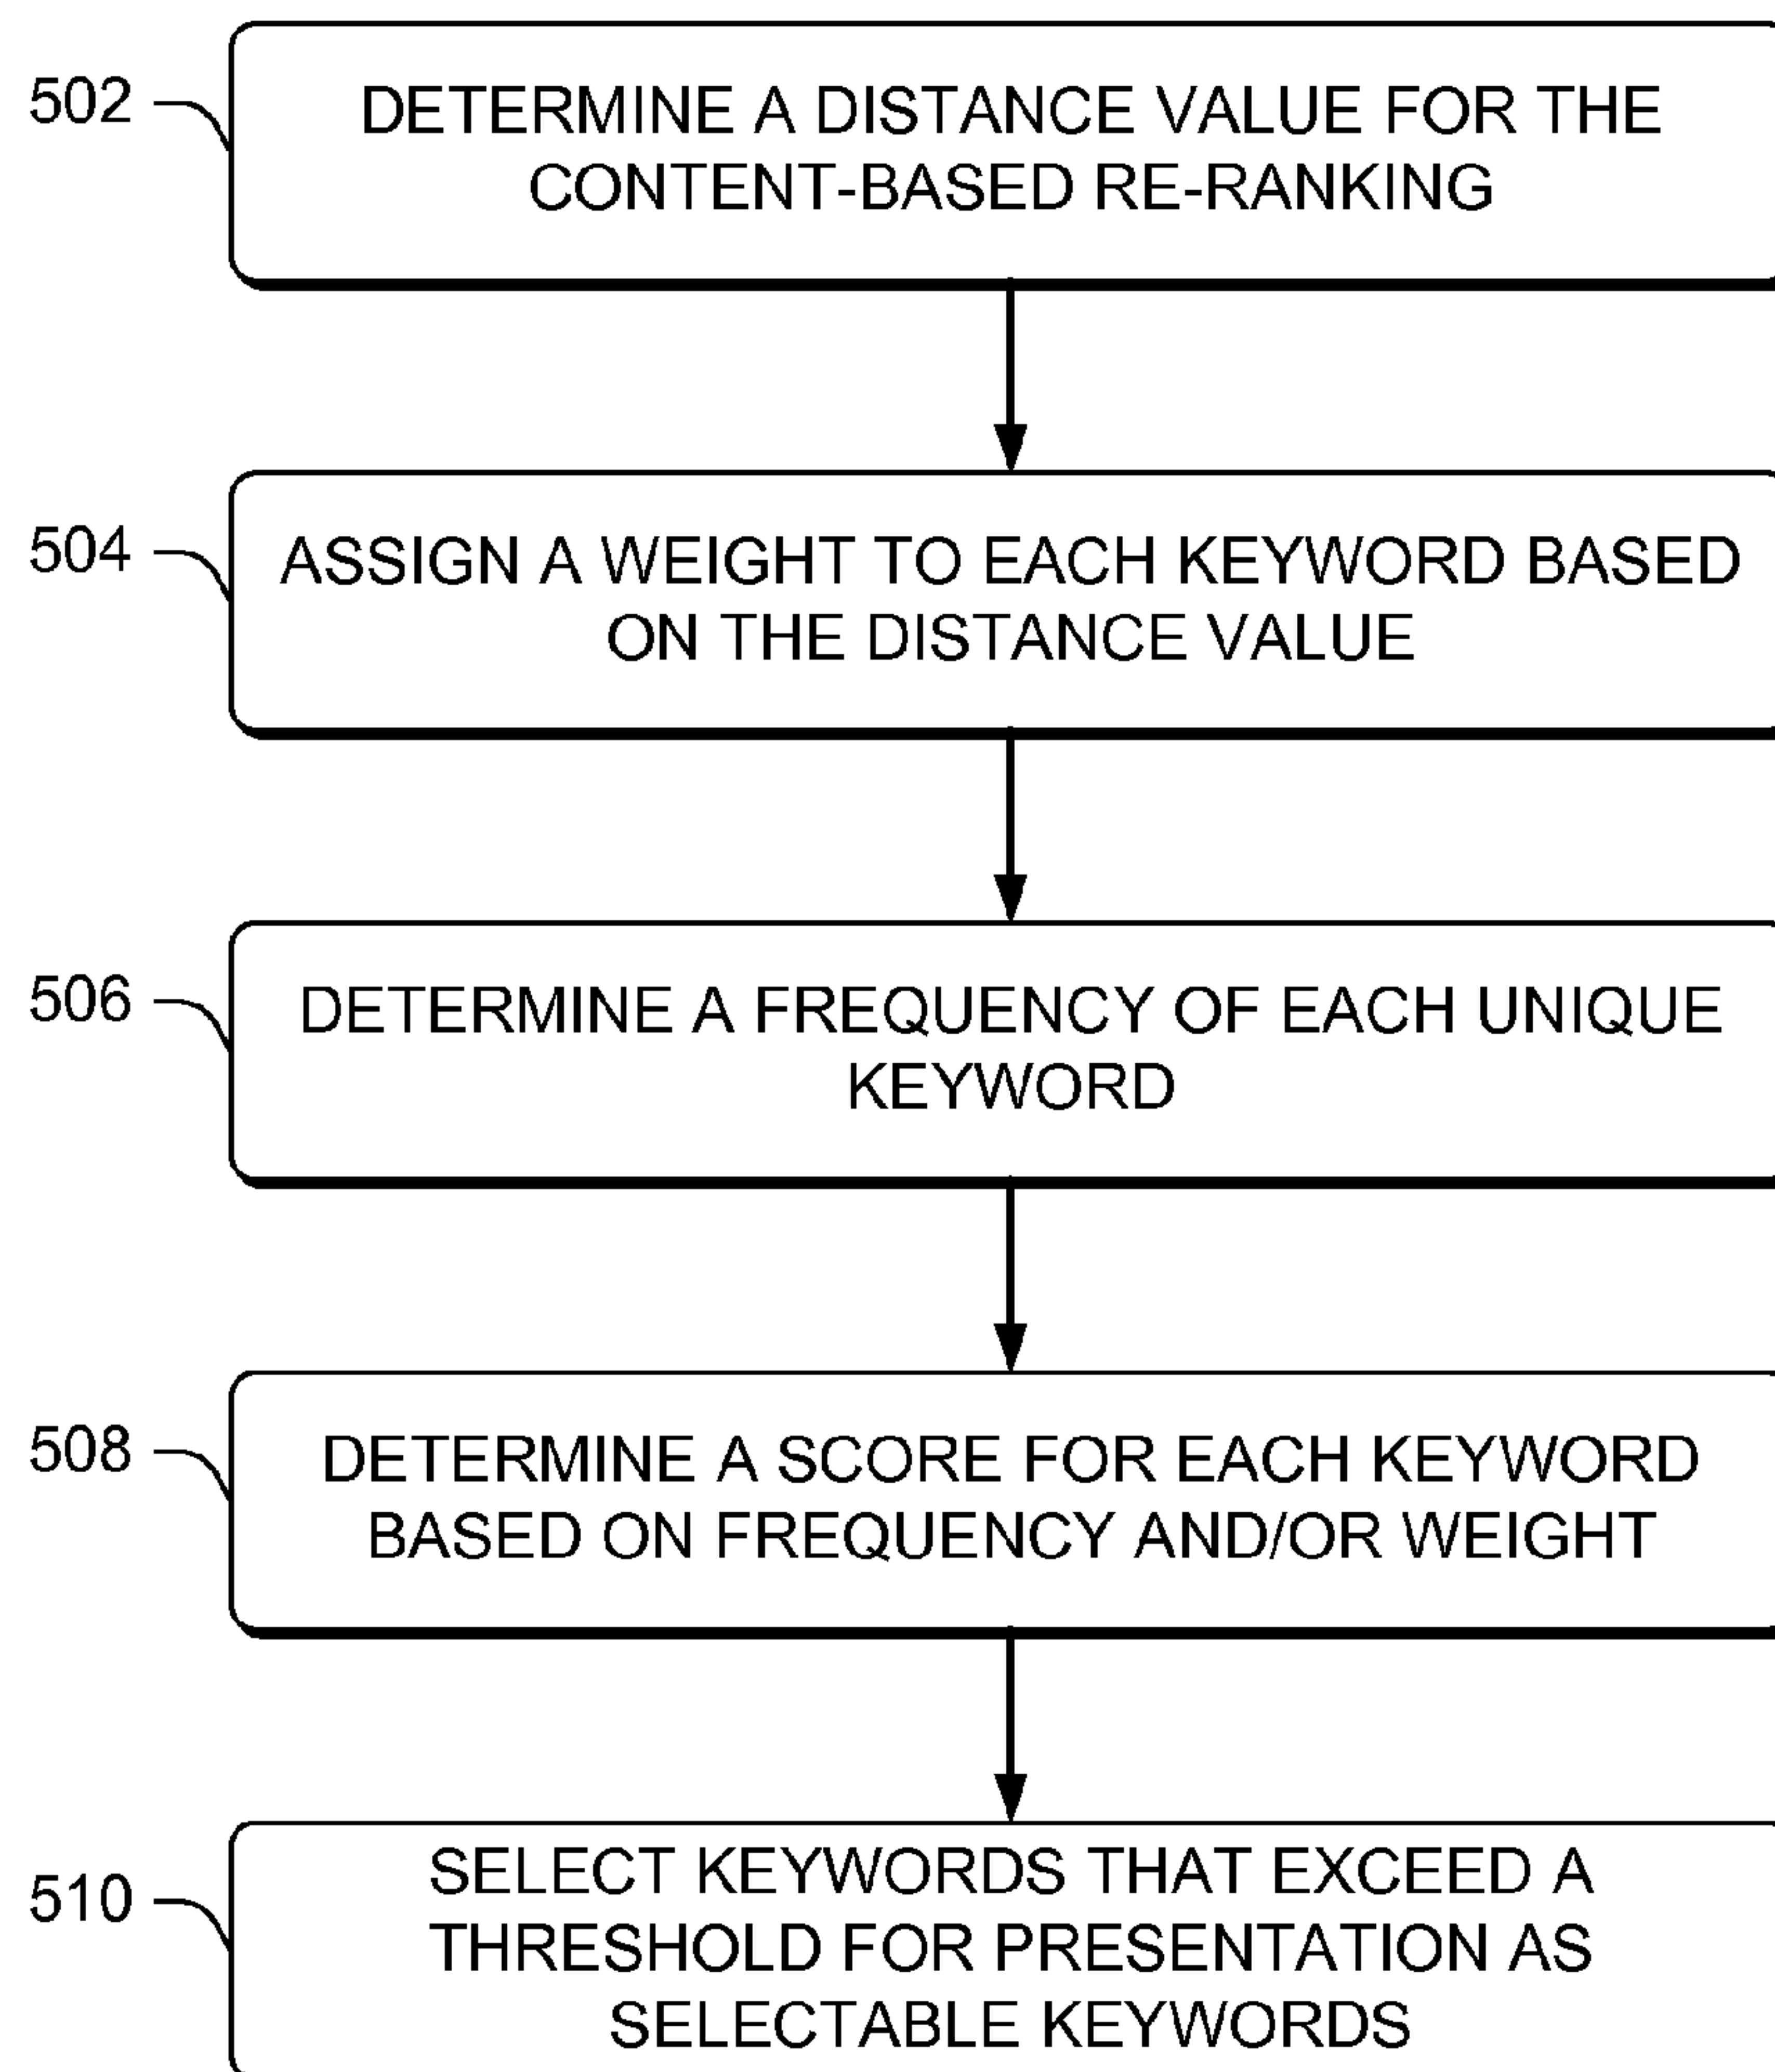 502
DETERMINE A DISTANCE VALUE FOR THE
CONTENT-BASED RE-RANKING
504
ASSIGN A WEIGHT TO EACH KEYWORD BASED
ON THE DISTANCE VALUE
506
DETERMINE A FREQUENCY OF EACH UNIQUE
KEYWORD
508
DETERMINE A SCORE FOR EACH KEYWORD
BASED ON FREQUENCY AND/OR WEIGHT
510
SELECT KEYWORDS THAT EXCEED A
THRESHOLD FOR PRESENTATION AS
SELECTABLE KEYWORDS